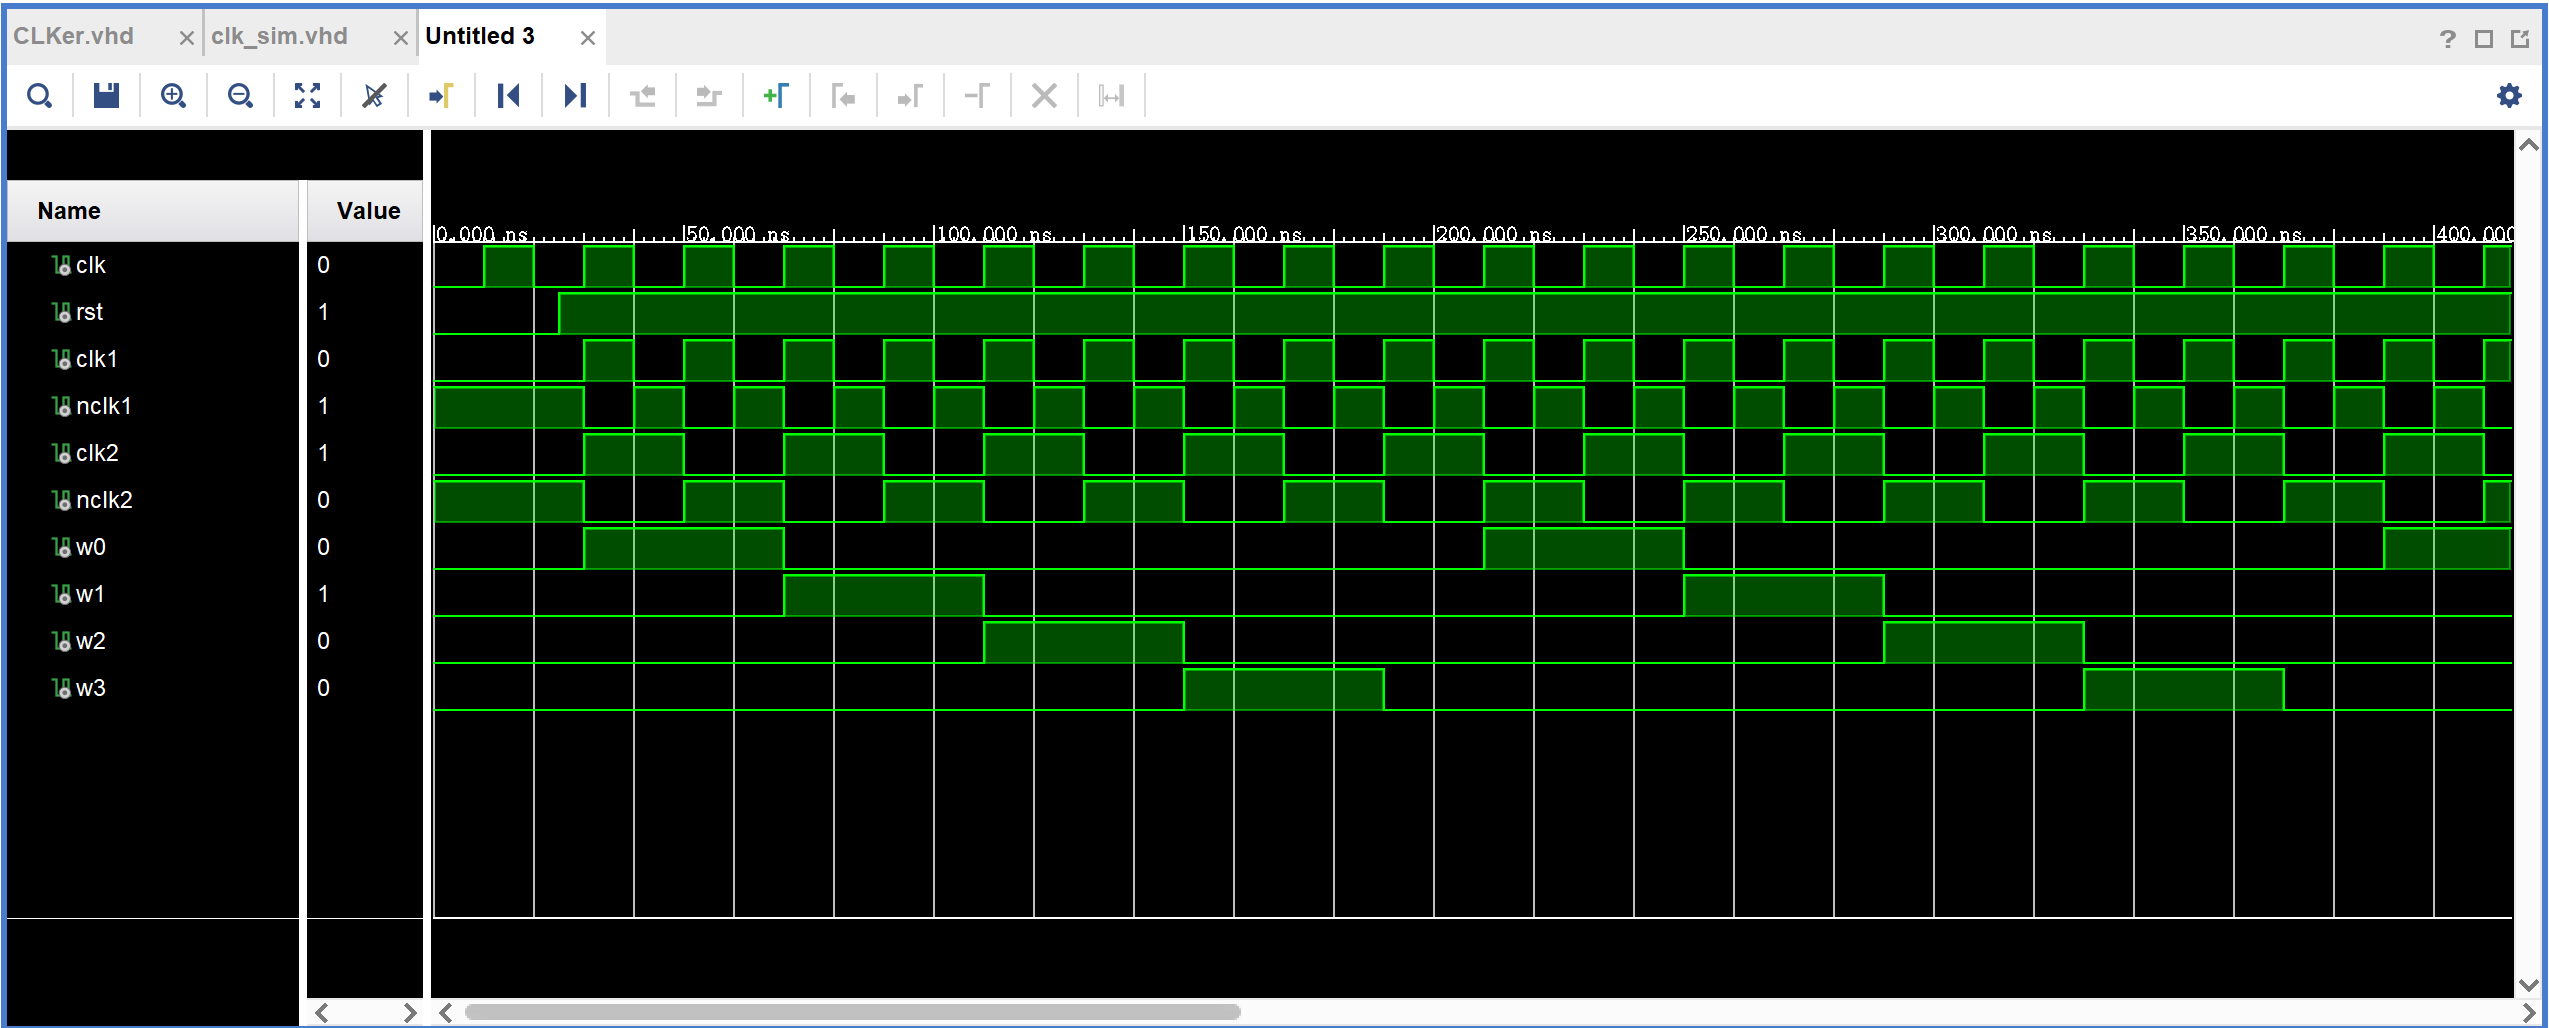 CLKer.vhd clk_sim.vhd Untitled 3
Name Value
0.000 ns 50.000 ns 100.000 ns 150.000 ns 200.000 ns 250.000 ns 300.000 ns 350.000 ns 400.000
clk 0
rst 1
clk1 0
nclk1 1
clk2 1
nclk2 0
w0 0
w1 1
w2 0
w3 0